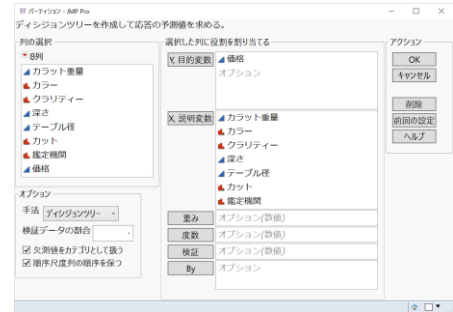 パーティション - JMP Pro
ディシジョンツリーを作成して応答の予測値を求める。
列の選択
8列
カラット重量
カラー
クラリティー
深さ
テーブル径
カット
鑑定機関
価格
オプション
手法 ディシジョンツリー
検証データの割合
欠測値をカテゴリとして扱う
順序尺度列の順序を保つ
選択した列に役割を割り当てる
Y, 目的変数 価格
オプション
X, 説明変数 カラット重量
カラー
クラリティー
深さ
テーブル径
カット
鑑定機関
重み オプション(数値)
度数 オプション(数値)
検証 オプション(数値)
By オプション
アクション
OK
キャンセル
削除
前回の設定
ヘルプ